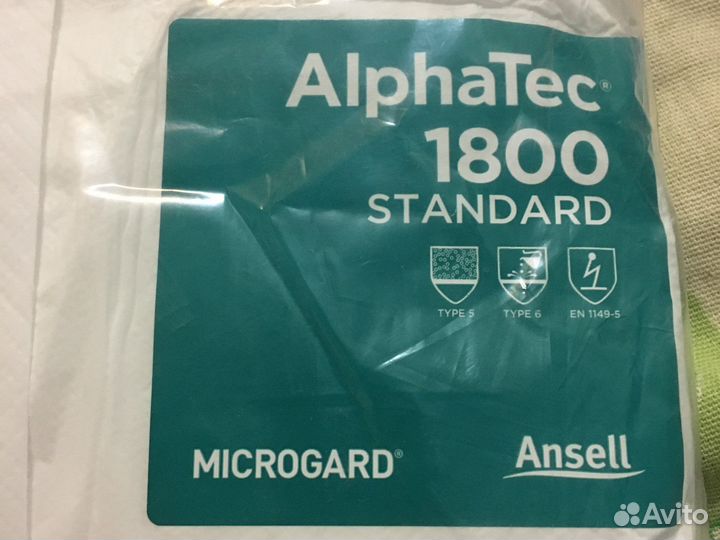 AlphaTec®
1800
STANDARD
TYPE 5 TYPE 6 EN 1149-5
MICROGARD® Ansell
Avito